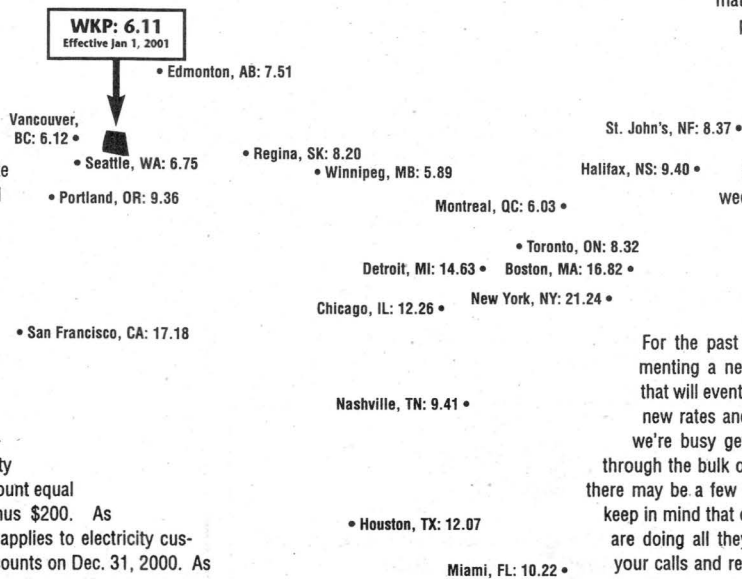 WKP: 6.11
Effective Jan 1, 2001
• Edmonton, AB: 7.51
Vancouver,
BC: 6.12 •
• Seattle, WA: 6.75
• Portland, OR: 9.36
• Regina, SK: 8.20
• Winnipeg, MB: 5.89
St. John's, NF: 8.37 •
Halifax, NS: 9.40 •
Montreal, QC: 6.03 •
• Toronto, ON: 8.32
Detroit, MI: 14.63 •
Boston, MA: 16.82 •
Chicago, IL: 12.26 •
New York, NY: 21.24 •
• San Francisco, CA: 17.18
Nashville, TN: 9.41 •
• Houston, TX: 12.07
Miami, FL: 10.22 •
ount equal
nus $200. As
applies to electricity cus-
counts on Dec. 31, 2000. As
For the past
menting a ne
that will event
new rates and
we're busy ge
through the bulk o
there may be a few
keep in mind that o
are doing all they
your calls and re